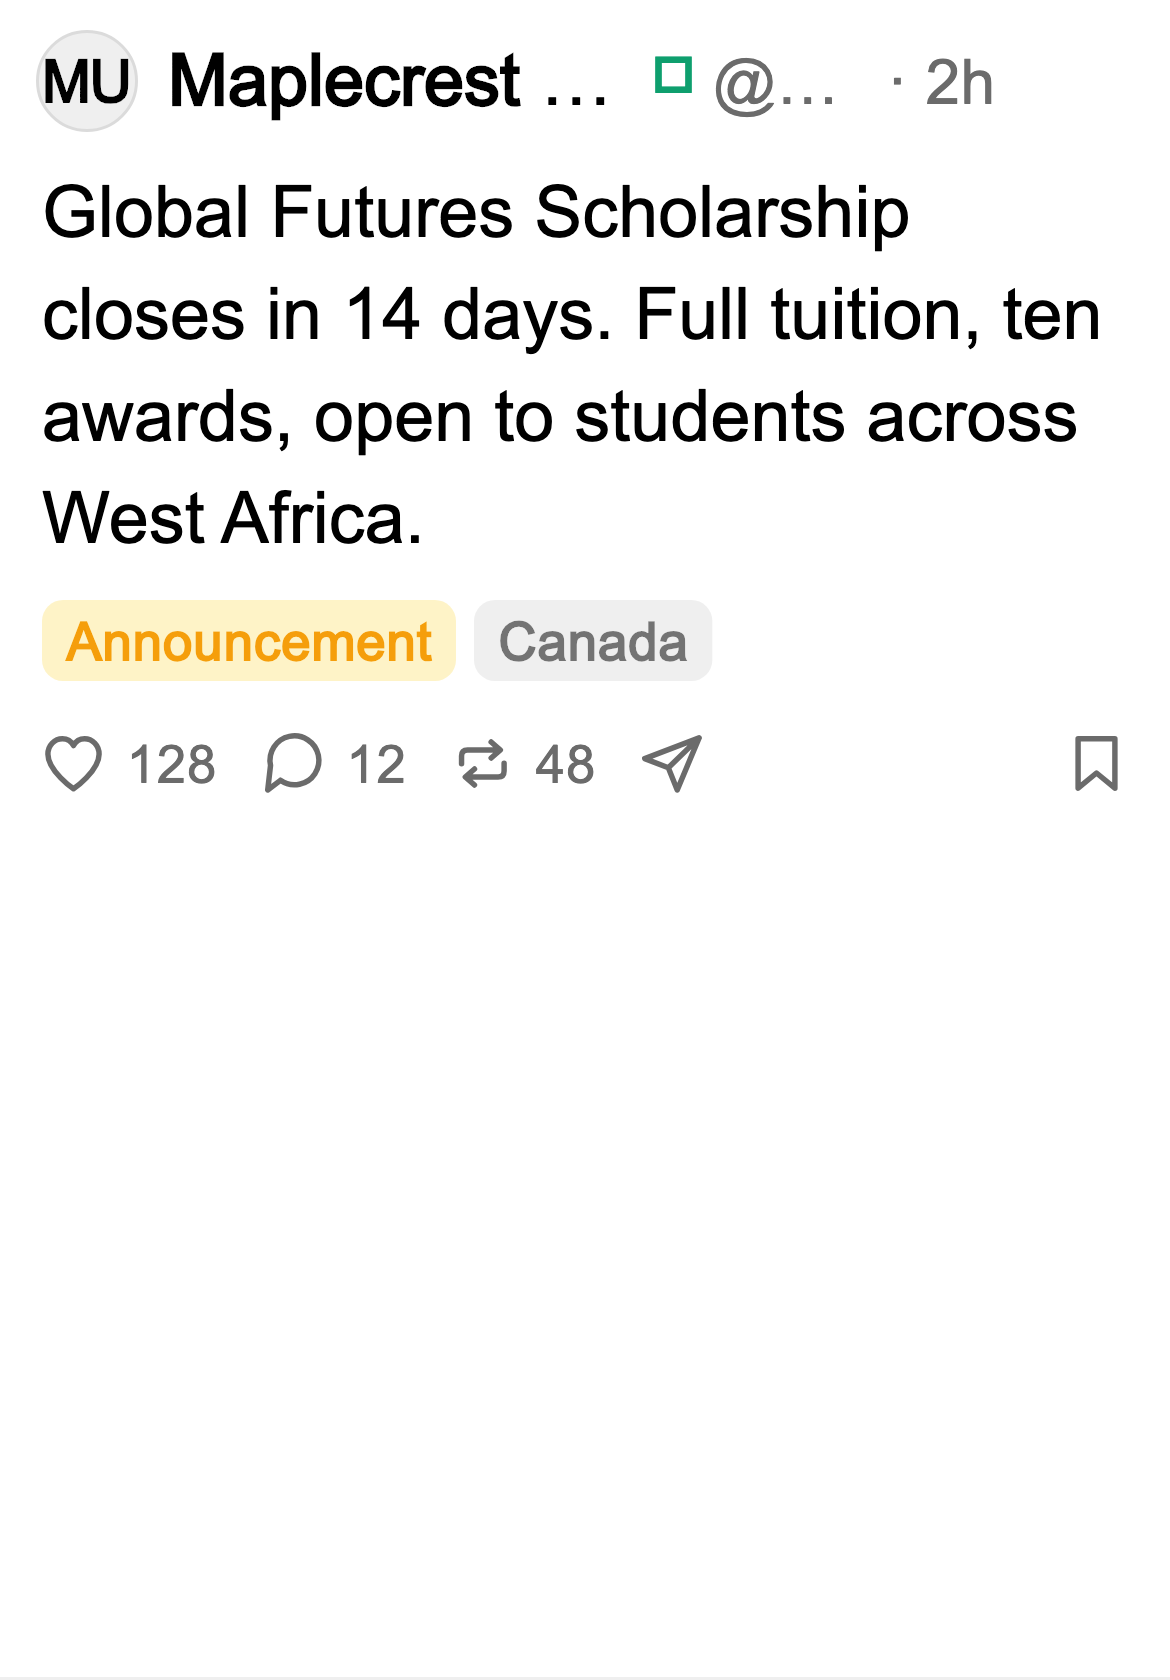 MU Maplecrest ... @... · 2h
Global Futures Scholarship
closes in 14 days. Full tuition, ten
awards, open to students across
West Africa.
Announcement Canada
128 12 48